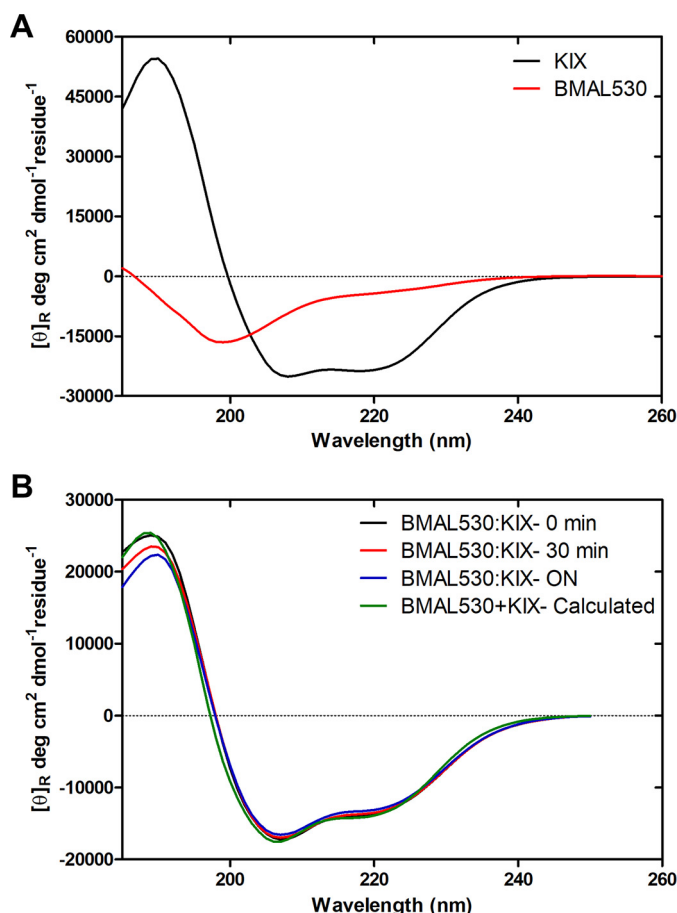 A
60000
45000
30000
15000
0
-15000
-30000
[θ]R deg cm² dmol⁻¹residue⁻¹
KIX
BMAL530
200
220
240
260
Wavelength (nm)
B
30000
20000
10000
0
-10000
-20000
[θ]R deg cm² dmol⁻¹residue⁻¹
BMAL530:KIX- 0 min
BMAL530:KIX- 30 min
BMAL530:KIX- ON
BMAL530+KIX- Calculated
200
220
240
260
Wavelength (nm)